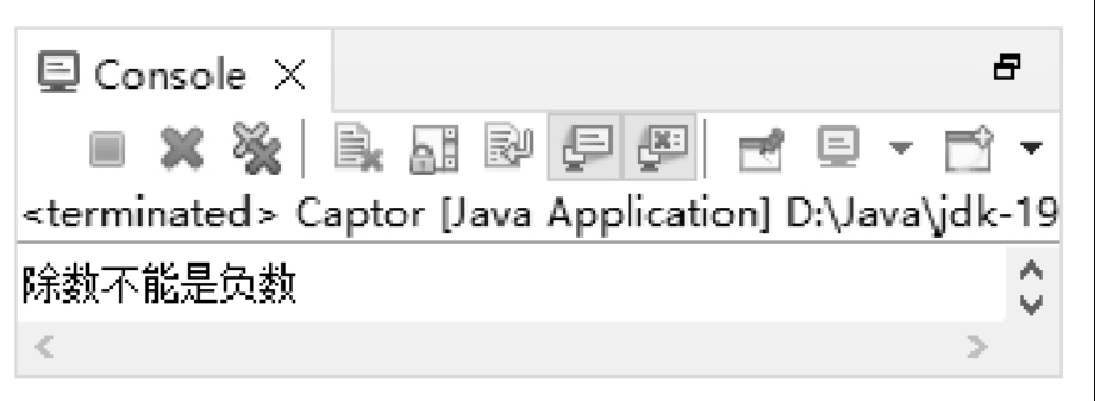 Console
<terminated> Captor [Java Application] D:\Java\jdk-19
除数不能是负数